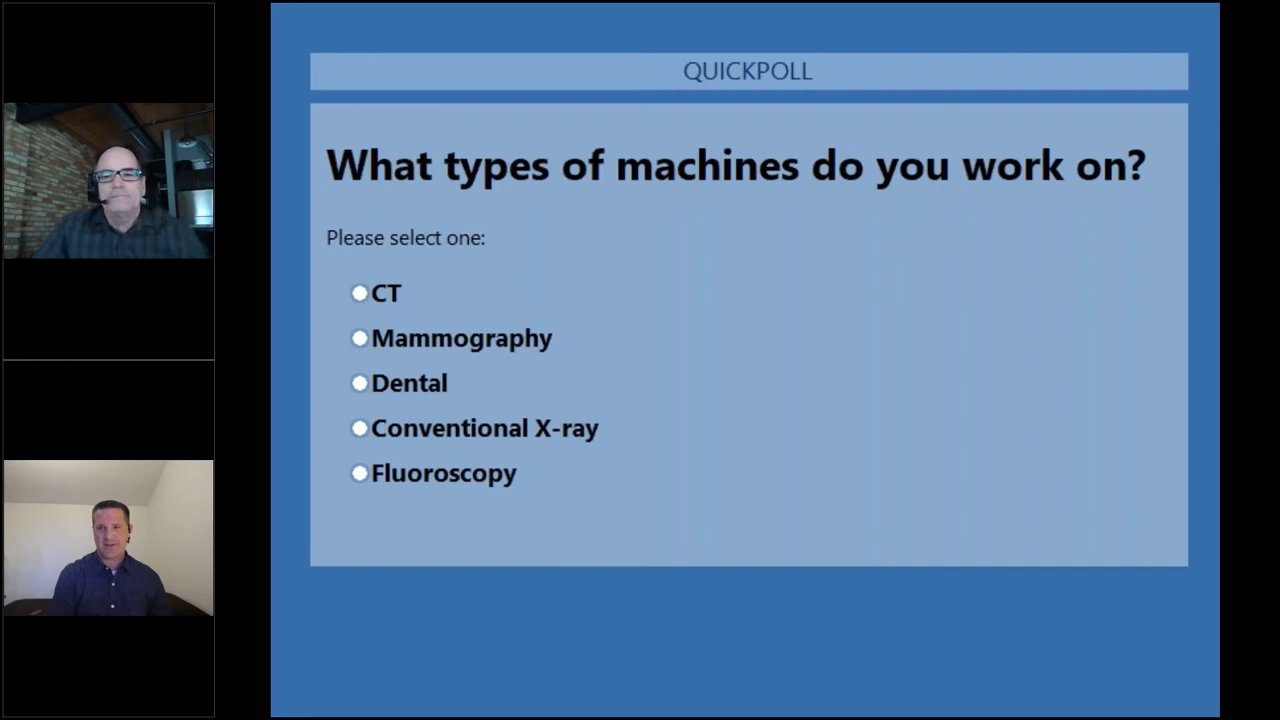 QUICKPOLL
What types of machines do you work on?
Please select one:
CT
Mammography
Dental
Conventional X-ray
Fluoroscopy